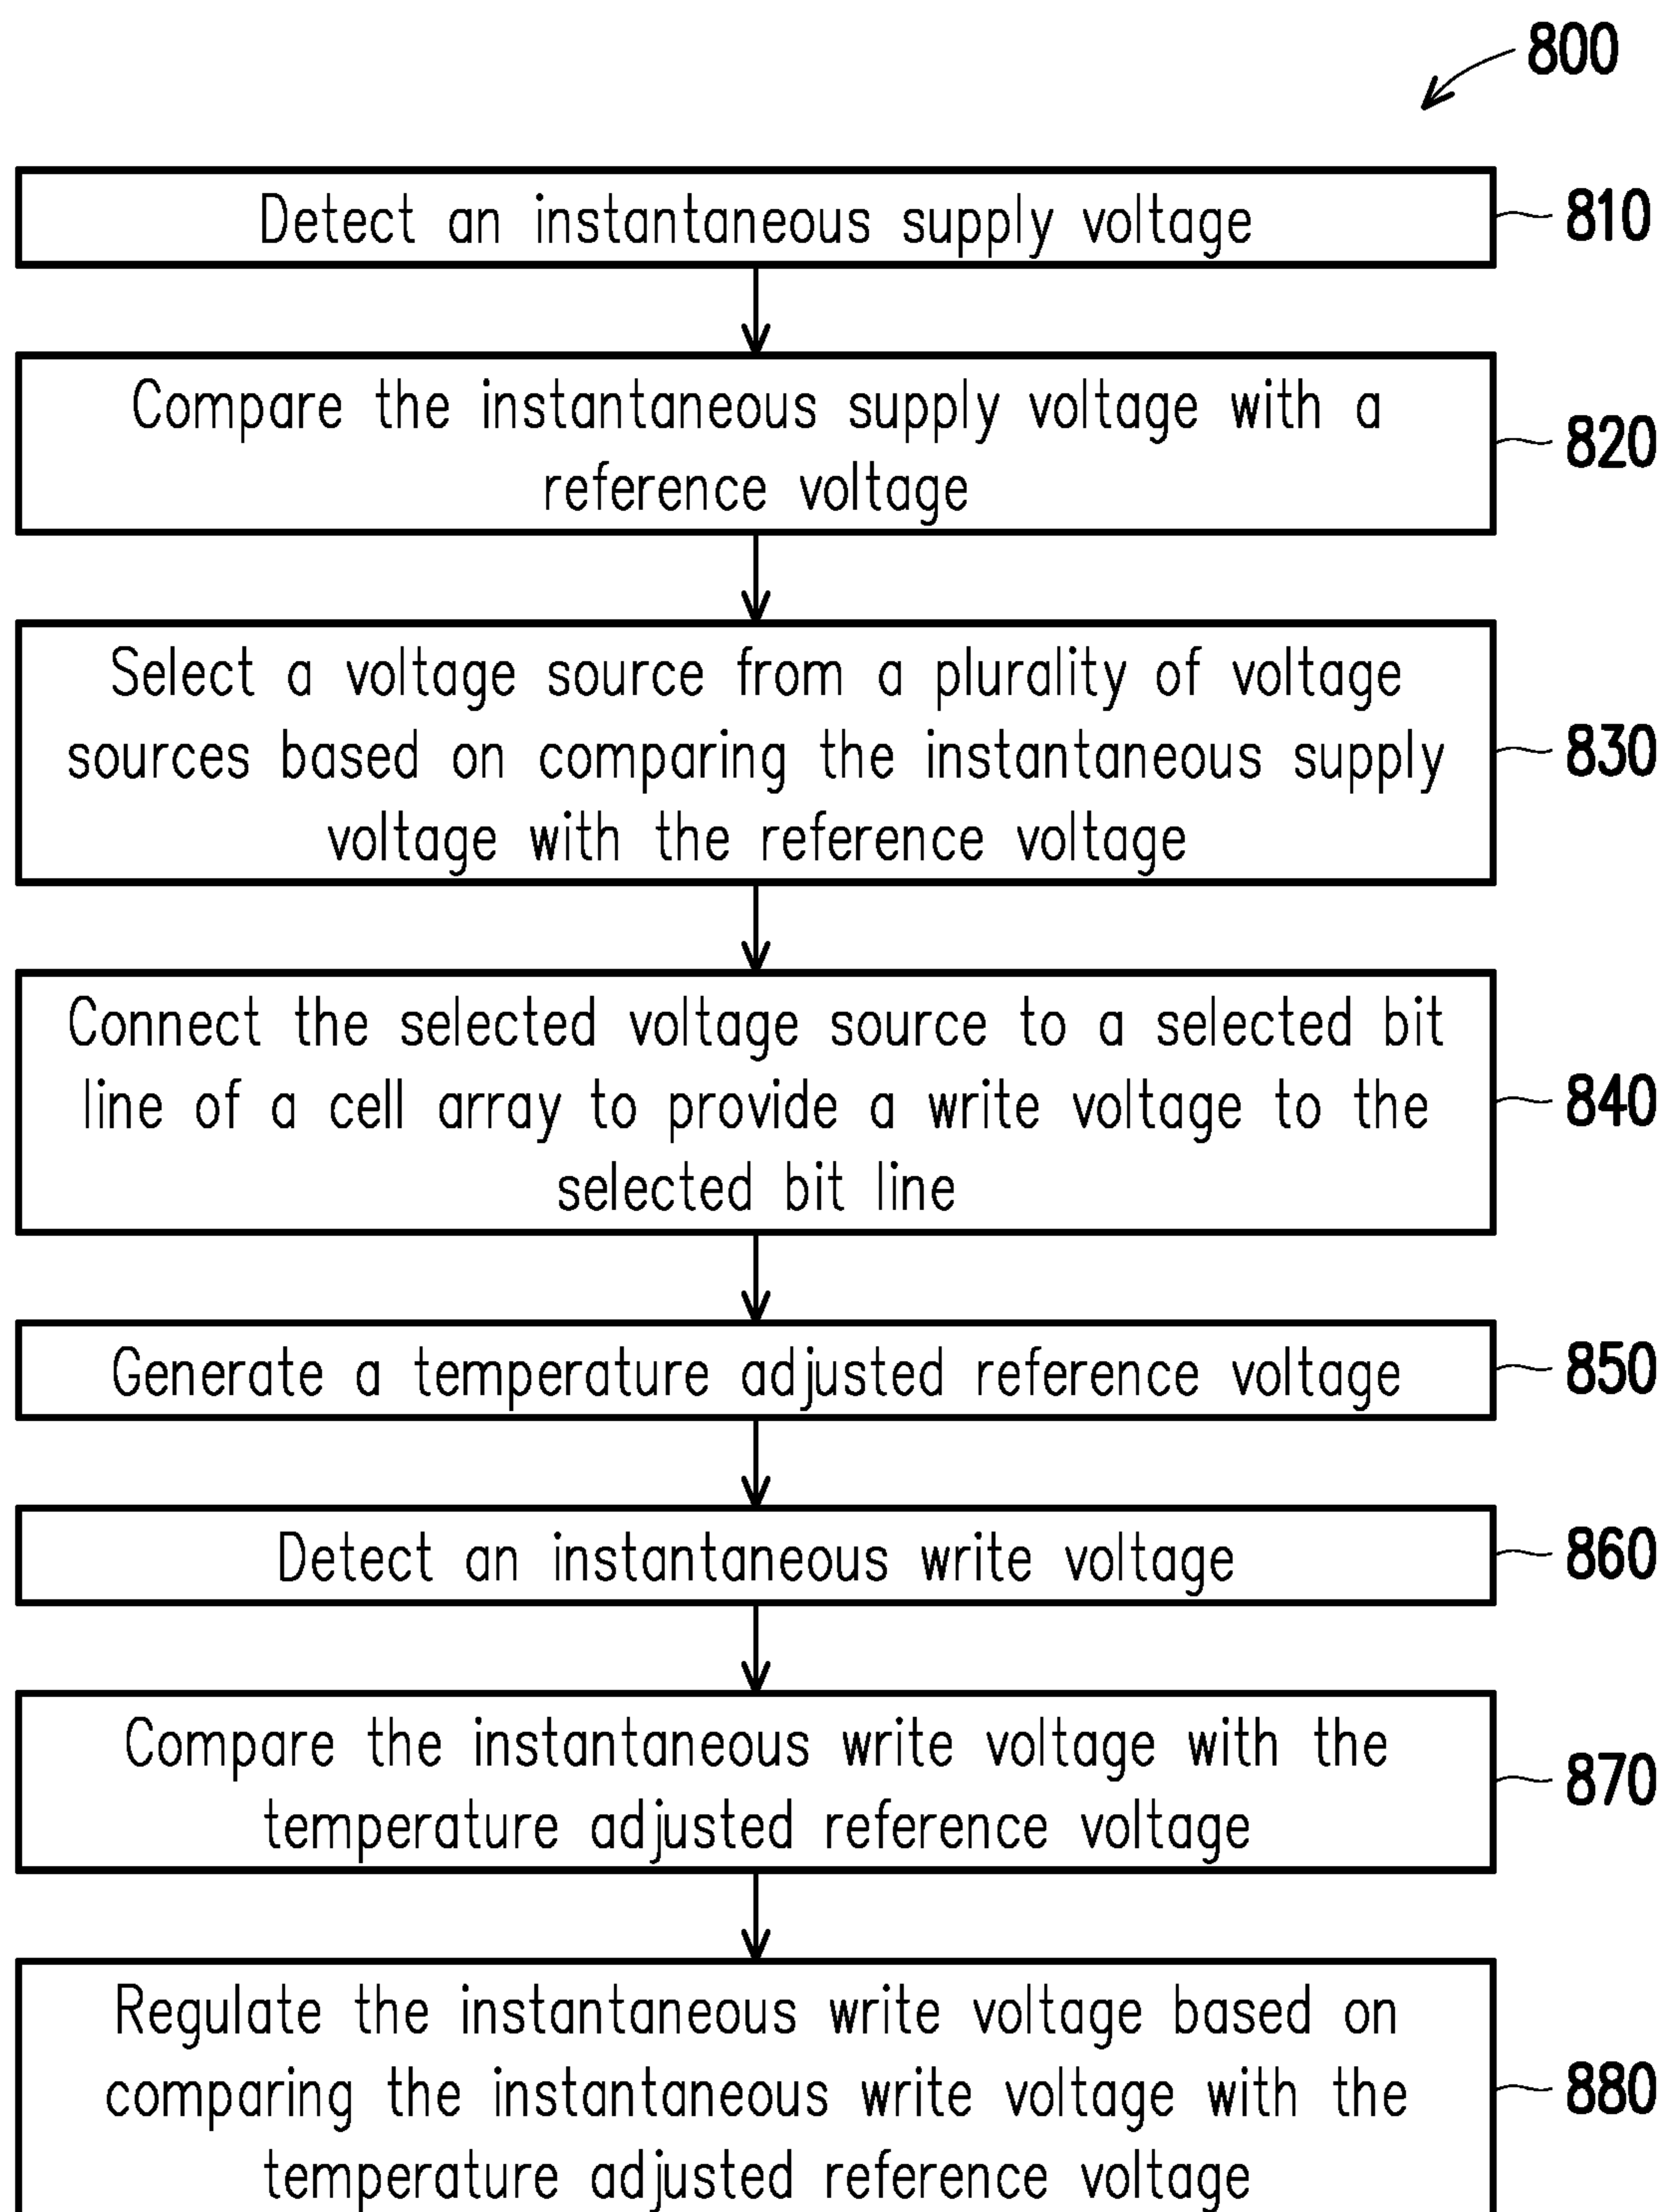 800
Detect an instantaneous supply voltage
810
Compare the instantaneous supply voltage with a
reference voltage
820
Select a voltage source from a plurality of voltage
sources based on comparing the instantaneous supply
voltage with the reference voltage
830
Connect the selected voltage source to a selected bit
line of a cell array to provide a write voltage to the
selected bit line
840
Generate a temperature adjusted reference voltage
850
Detect an instantaneous write voltage
860
Compare the instantaneous write voltage with the
temperature adjusted reference voltage
870
Regulate the instantaneous write voltage based on
comparing the instantaneous write voltage with the
temperature adjusted reference voltage
880